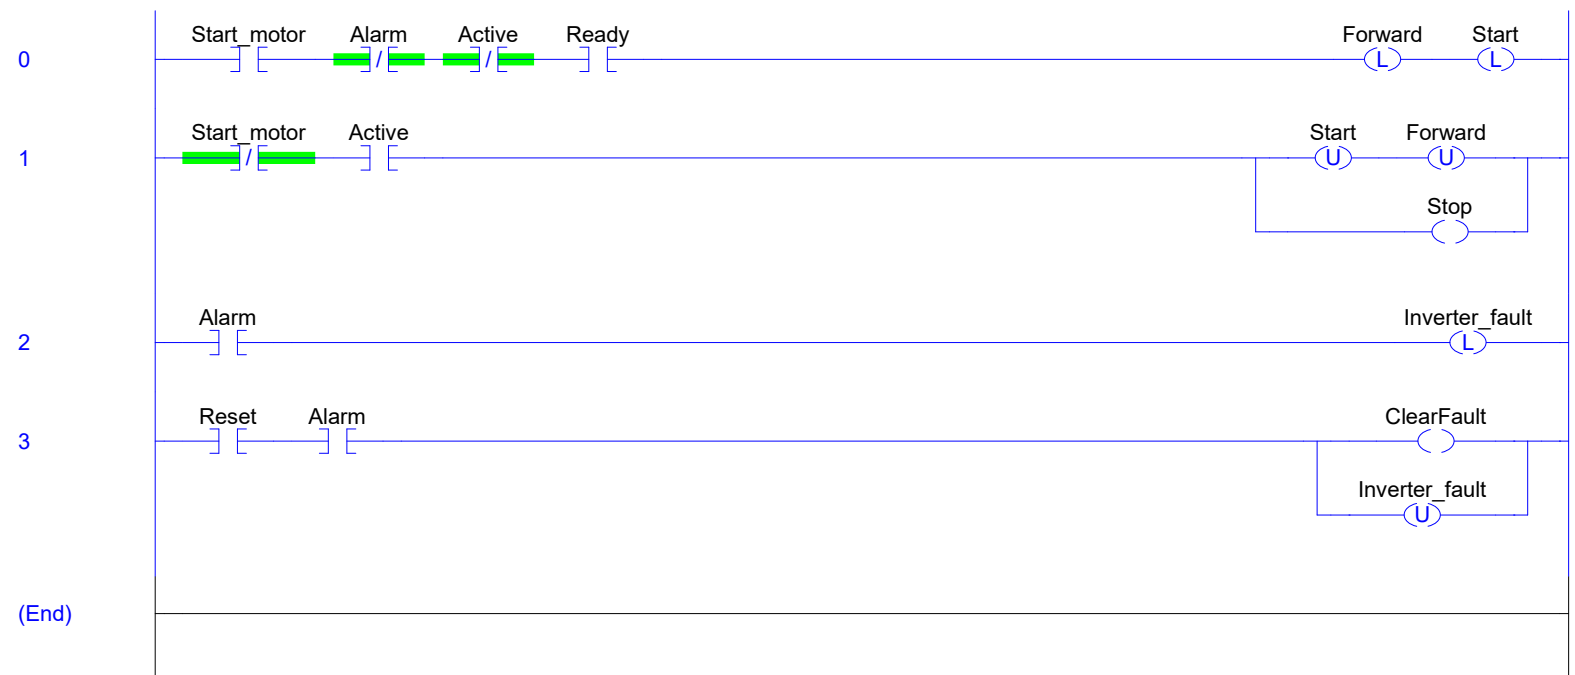 Start_motor Alarm Active Ready Forward Start
0 / / L L
Start_motor Active Start Forward
1 / U U
Stop
Alarm Inverter_fault
2 L
Reset Alarm ClearFault
3
Inverter_fault
U
(End)